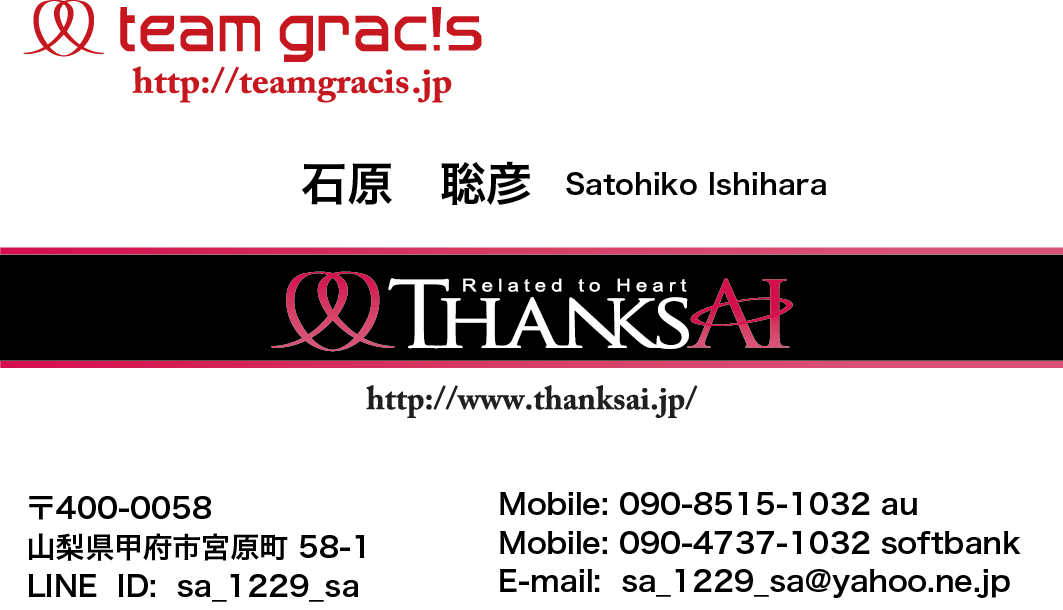 team grac!s
http://teamgracis.jp
石原　聡彦　Satohiko Ishihara
Related to Heart
THANKSAI
http://www.thanksai.jp/
〒400-0058
山梨県甲府市宮原町 58-1
LINE ID: sa_1229_sa
Mobile: 090-8515-1032 au
Mobile: 090-4737-1032 softbank
E-mail: sa_1229_sa@yahoo.ne.jp